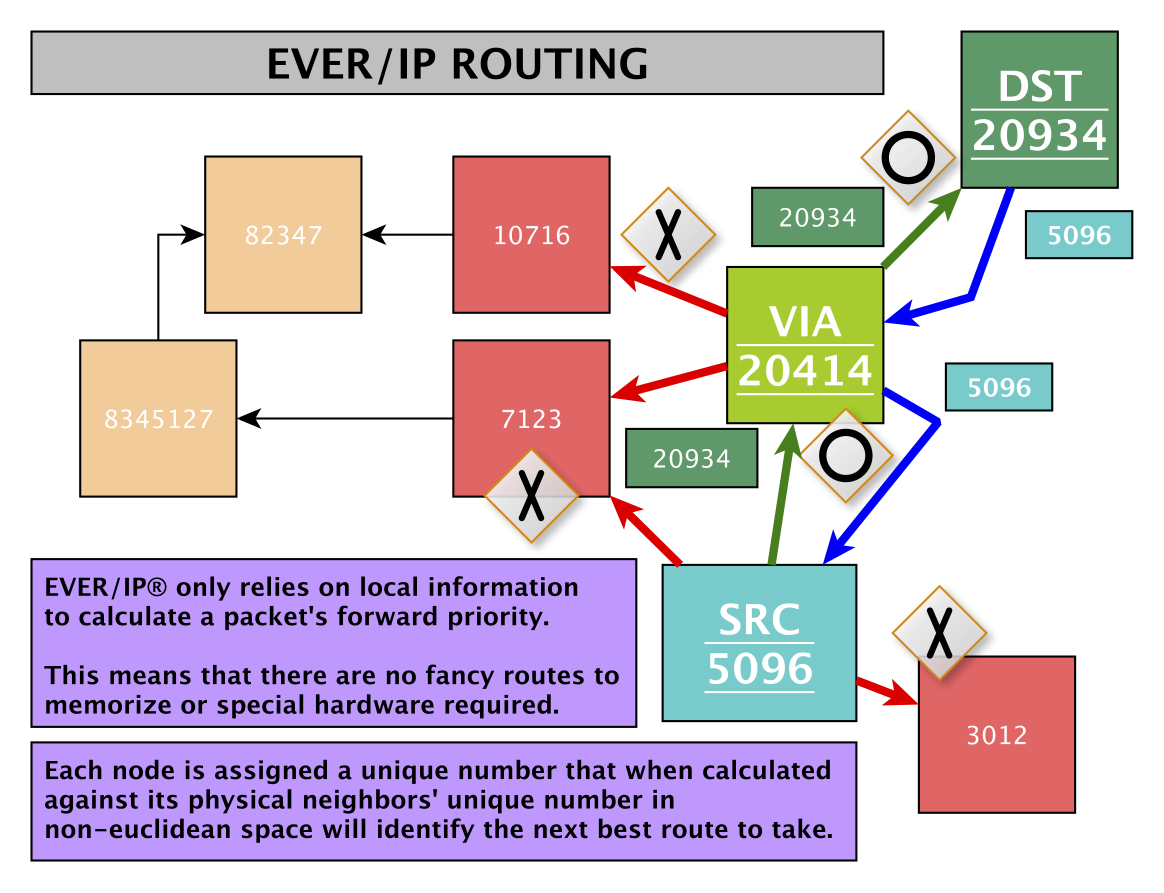 EVER/IP ROUTING
DST
20934
20934
5096
82347
10716
X
VIA
20414
5096
8345127
7123
X
20934
EVER/IP® only relies on local information
to calculate a packet's forward priority.
This means that there are no fancy routes to
memorize or special hardware required.
SRC
5096
X
3012
Each node is assigned a unique number that when calculated
against its physical neighbors' unique number in
non-euclidean space will identify the next best route to take.